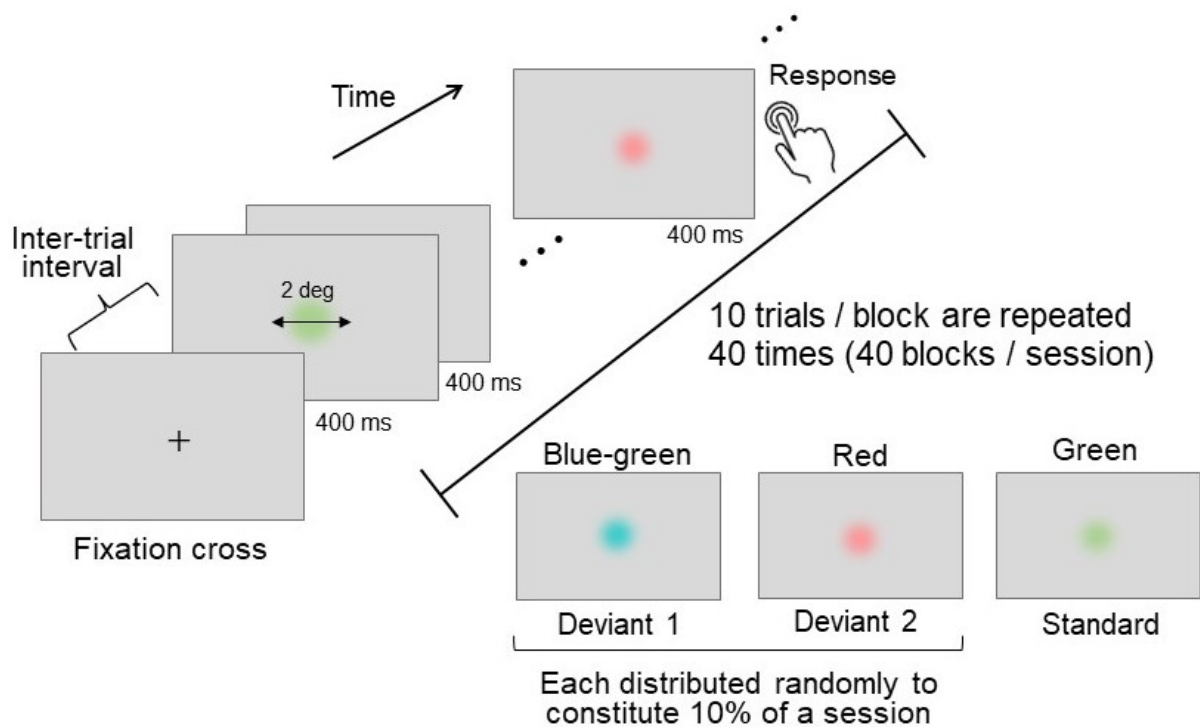 Time
Response
400 ms
Inter-trial
interval
2 deg
400 ms
400 ms
Fixation cross
10 trials / block are repeated
40 times (40 blocks / session)
Blue-green
Red
Green
Deviant 1
Deviant 2
Standard
Each distributed randomly to
constitute 10% of a session